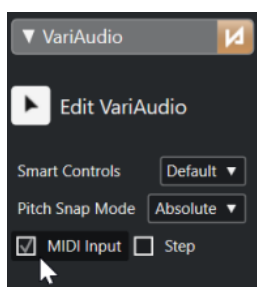 VariAudio
Edit VariAudio
Smart Controls Default
Pitch Snap Mode Absolute
MIDI Input Step